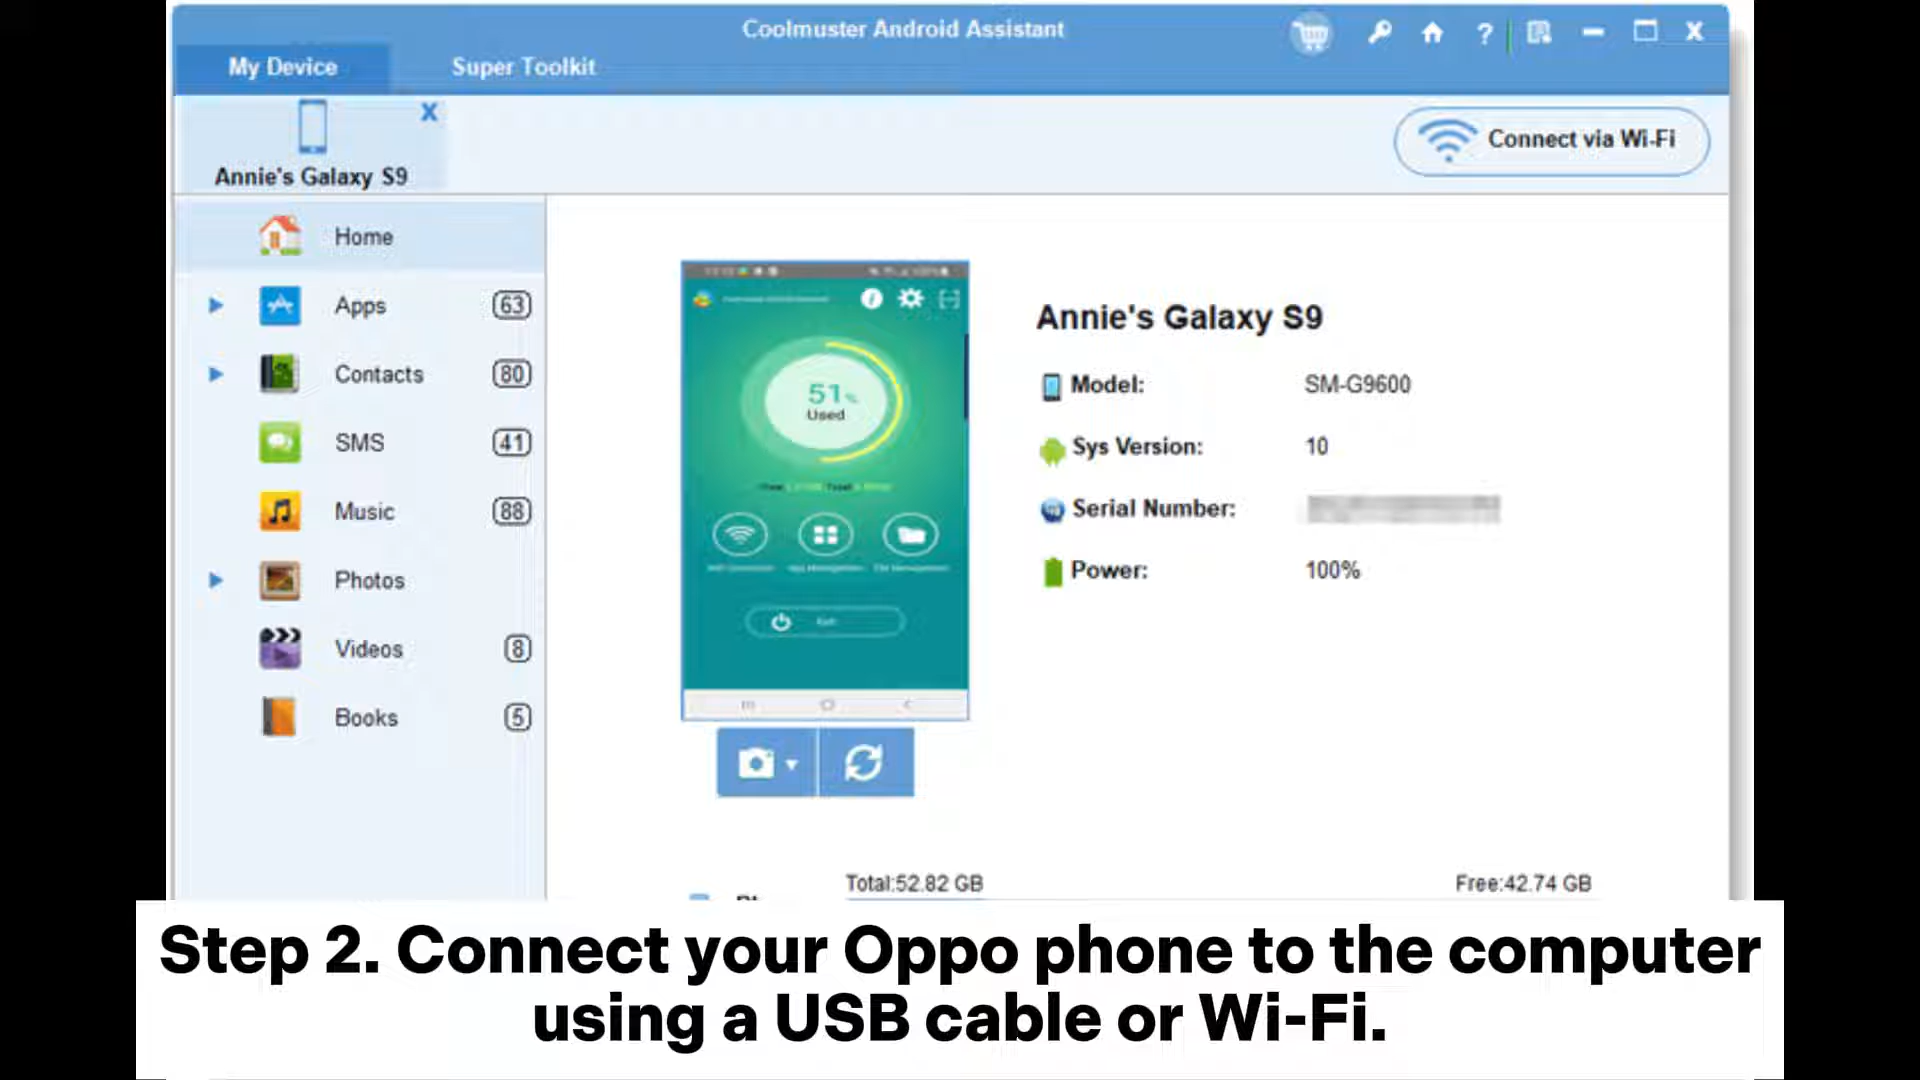 Coolmuster Android Assistant
?
X
My Device
Super Toolkit
X
Connect via Wi-Fi
Annie's Galaxy S9
Home
Apps
63
Contacts
80
SMS
41
Music
88
Photos
Videos
8
Books
5
51%
Used
Exit
Annie's Galaxy S9
Model:
SM-G9600
Sys Version:
10
Serial Number:
Power:
100%
Total:52.82 GB
Free:42.74 GB
Step 2. Connect your Oppo phone to the computer
using a USB cable or Wi-Fi.